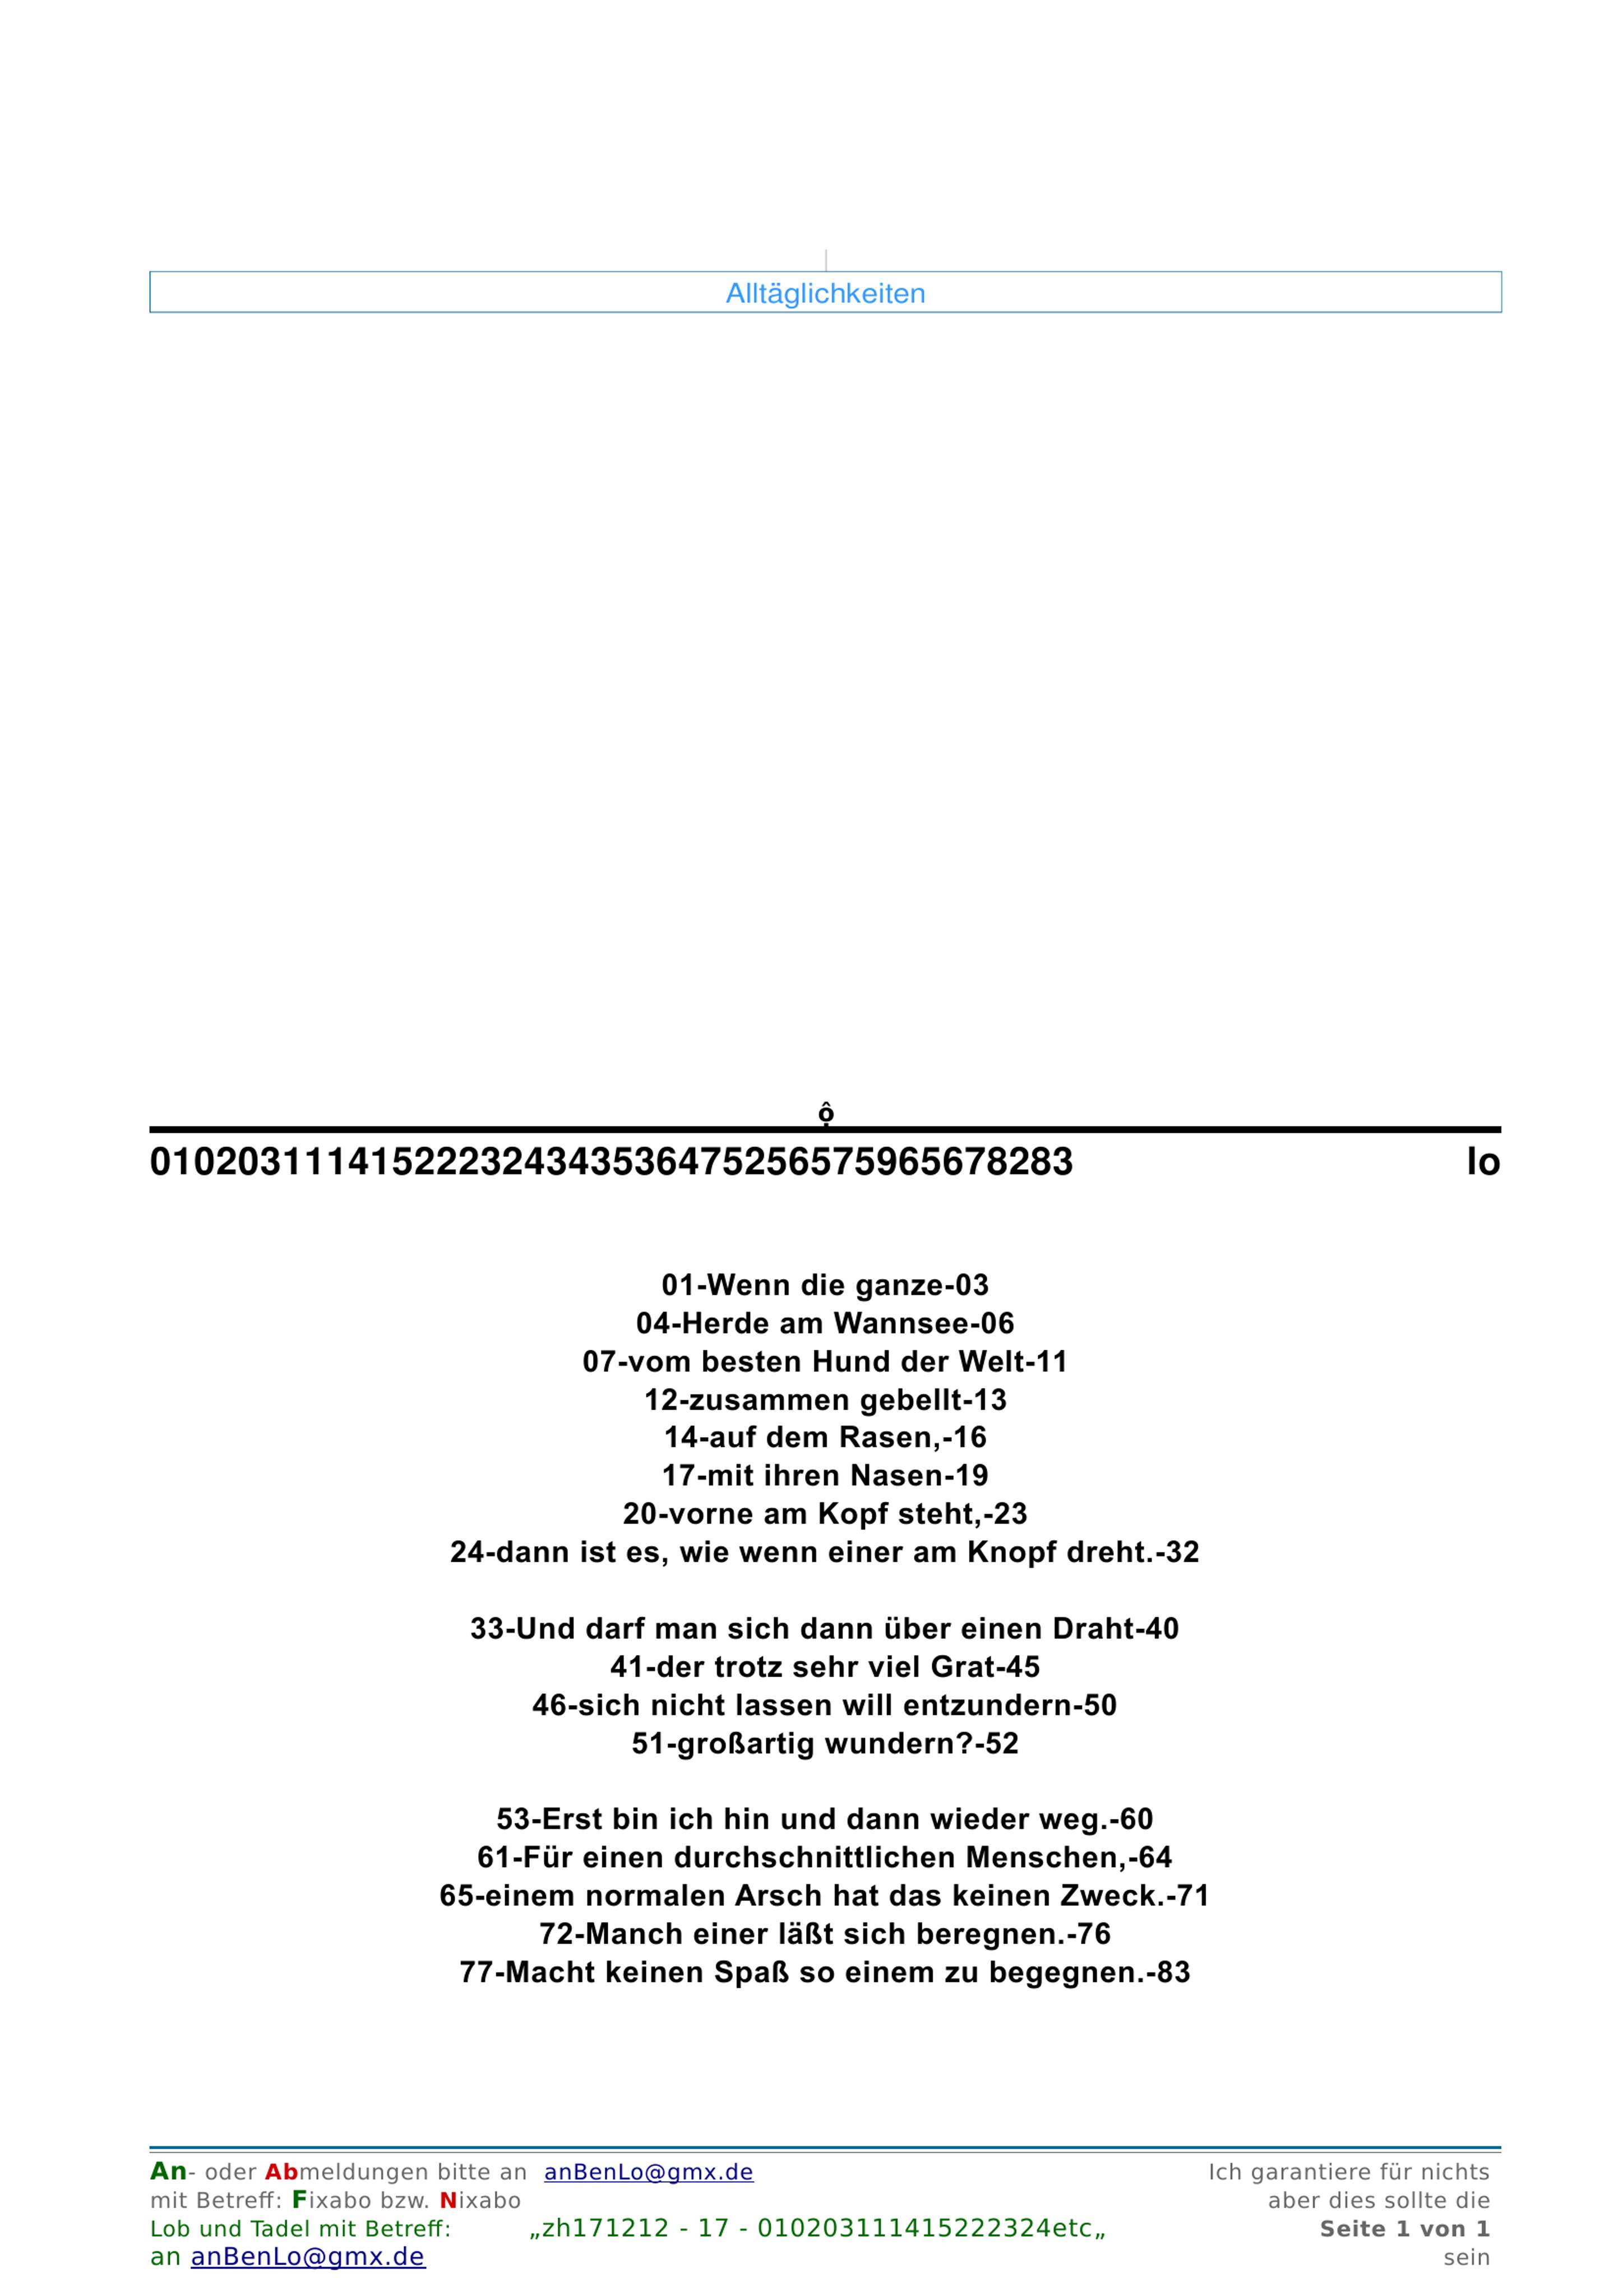 Alltäglichkeiten
ộ
010203111415222324343536475256575965678283 lo
01-Wenn die ganze-03
04-Herde am Wannsee-06
07-vom besten Hund der Welt-11
12-zusammen gebellt-13
14-auf dem Rasen,-16
17-mit ihren Nasen-19
20-vorne am Kopf steht,-23
24-dann ist es, wie wenn einer am Knopf dreht.-32
33-Und darf man sich dann über einen Draht-40
41-der trotz sehr viel Grat-45
46-sich nicht lassen will entzundern-50
51-großartig wundern?-52
53-Erst bin ich hin und dann wieder weg.-60
61-Für einen durchschnittlichen Menschen,-64
65-einem normalen Arsch hat das keinen Zweck.-71
72-Manch einer läßt sich beregnen.-76
77-Macht keinen Spaß so einem zu begegnen.-83
An- oder Abmeldungen bitte an anBenLo@gmx.de
mit Betreff: Fixabo bzw. Nixabo
Lob und Tadel mit Betreff: „zh171212 - 17 - 010203111415222324etc„
an anBenLo@gmx.de
Ich garantiere für nichts
aber dies sollte die
Seite 1 von 1
sein